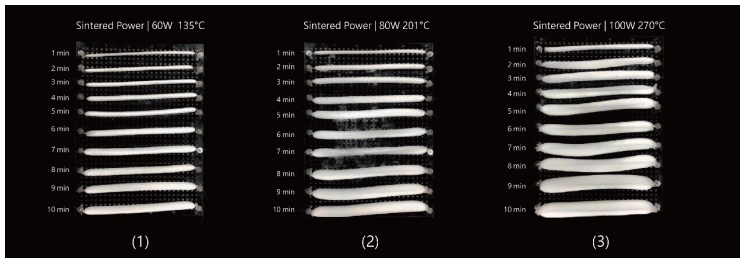 Sintered Power | 60W 135°C
1 min
2 min
3 min
4 min
5 min
6 min
7 min
8 min
9 min
10 min
(1)
Sintered Power | 80W 201°C
1 min
2 min
3 min
4 min
5 min
6 min
7 min
8 min
9 min
10 min
(2)
Sintered Power | 100W 270°C
1 min
2 min
3 min
4 min
5 min
6 min
7 min
8 min
9 min
10 min
(3)